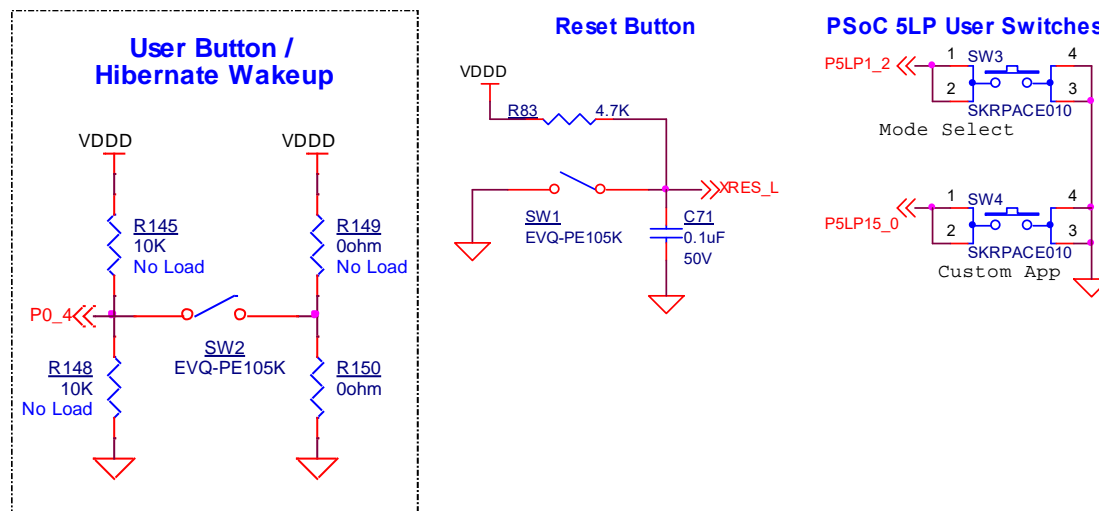 User Button /
Hibernate Wakeup
VDDD
VDDD
R145
10K
No Load
R149
0ohm
No Load
P0_4
SW2
EVQ-PE105K
R148
10K
No Load
R150
0ohm
Reset Button
VDDD
R83
4.7K
XRES_L
SW1
EVQ-PE105K
C71
0.1uF
50V
PSoC 5LP User Switches
P5LP1_2
1
SW3
4
2
3
SKRPACE010
Mode Select
P5LP15_0
1
SW4
4
2
3
SKRPACE010
Custom App